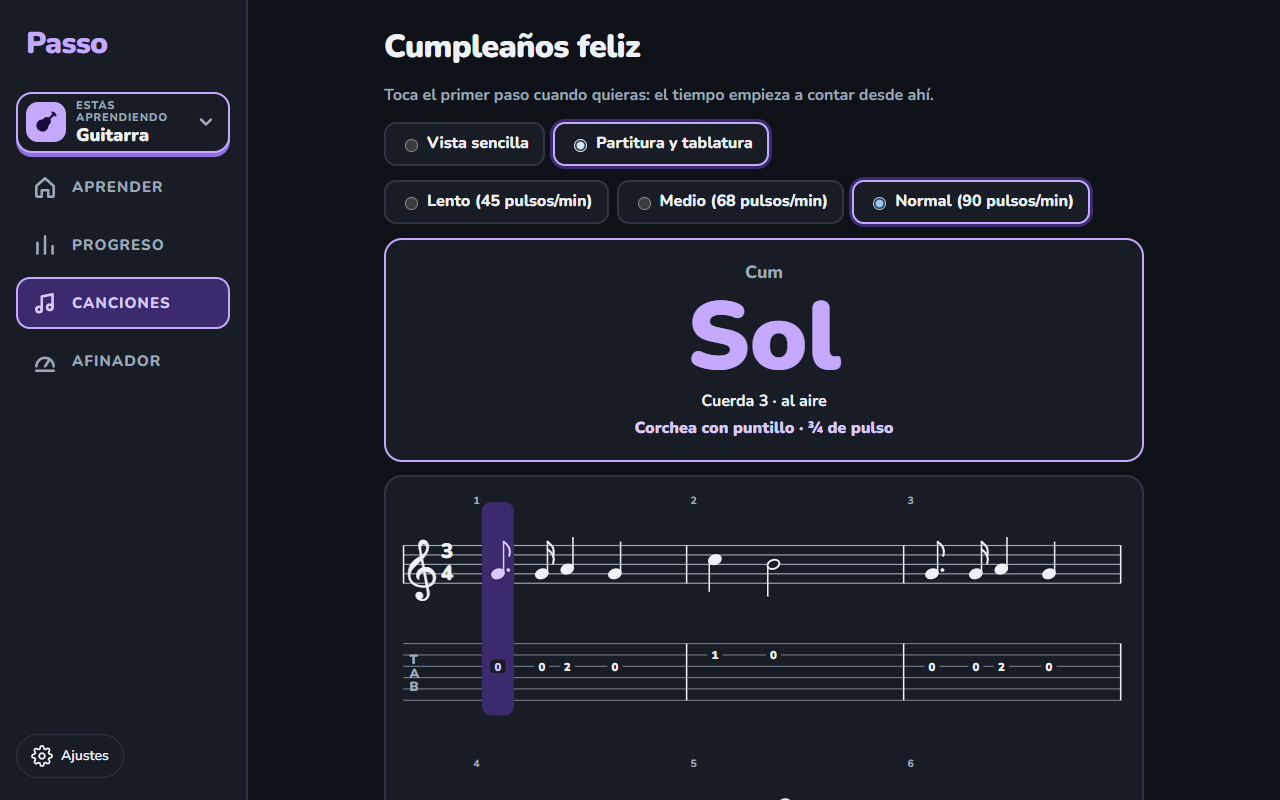 Passo
ESTÁS
APRENDIENDO
Guitarra
APRENDER
PROGRESO
CANCIONES
AFINADOR
Ajustes
Cumpleaños feliz
Toca el primer paso cuando quieras: el tiempo empieza a contar desde ahí.
Vista sencilla
Partitura y tablatura
Lento (45 pulsos/min)
Medio (68 pulsos/min)
Normal (90 pulsos/min)
Cum
Sol
Cuerda 3 · al aire
Corchea con puntillo · ¾ de pulso
1 2 3
3
4
T
A
B
1 0
0 0 2 0 0 0 2 0
4 5 6